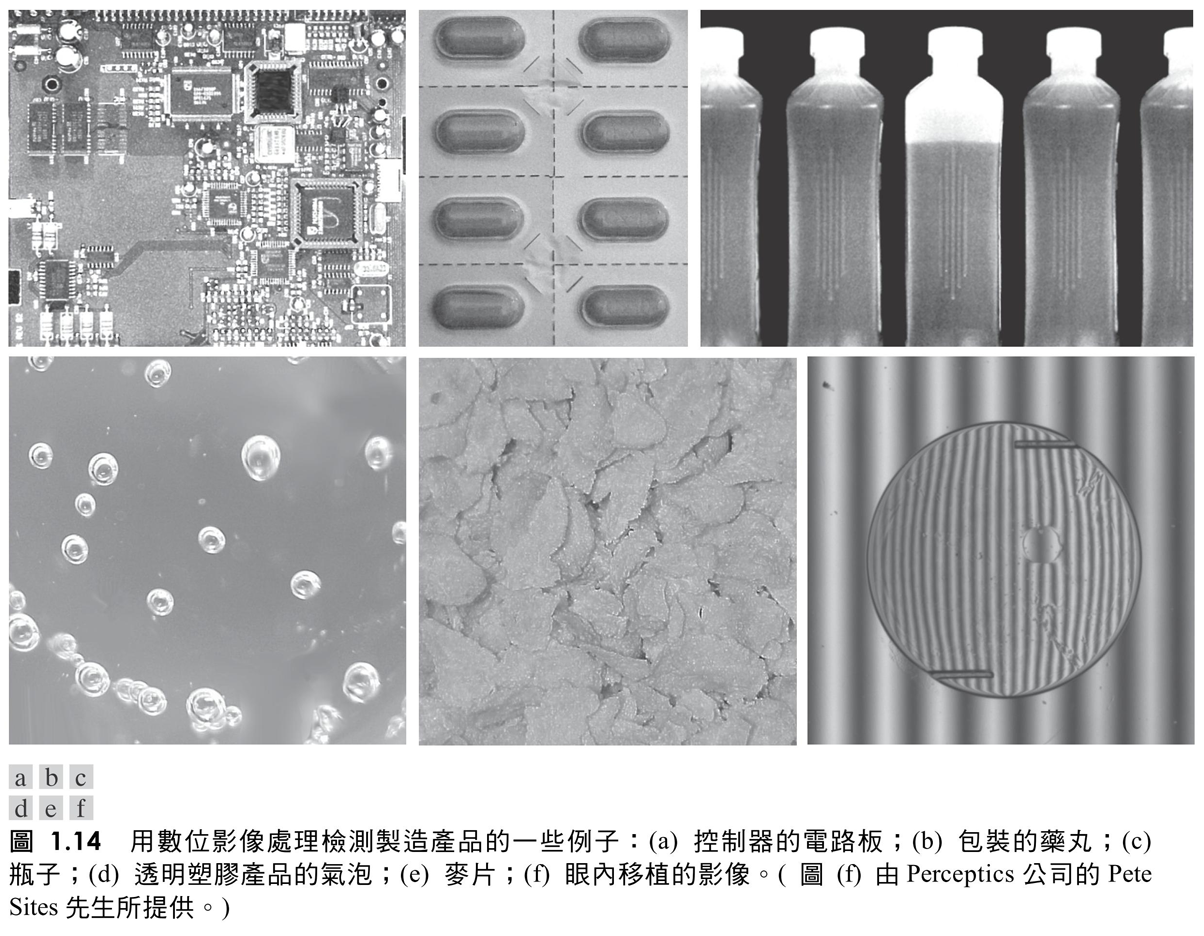 a b c
d e f
圖 1.14 用數位影像處理檢測製造產品的一些例子：(a) 控制器的電路板；(b) 包裝的藥丸；(c)
瓶子；(d) 透明塑膠產品的氣泡；(e) 麥片；(f) 眼內移植的影像。( 圖 (f) 由 Perceptics 公司的 Pete
Sites 先生所提供。)